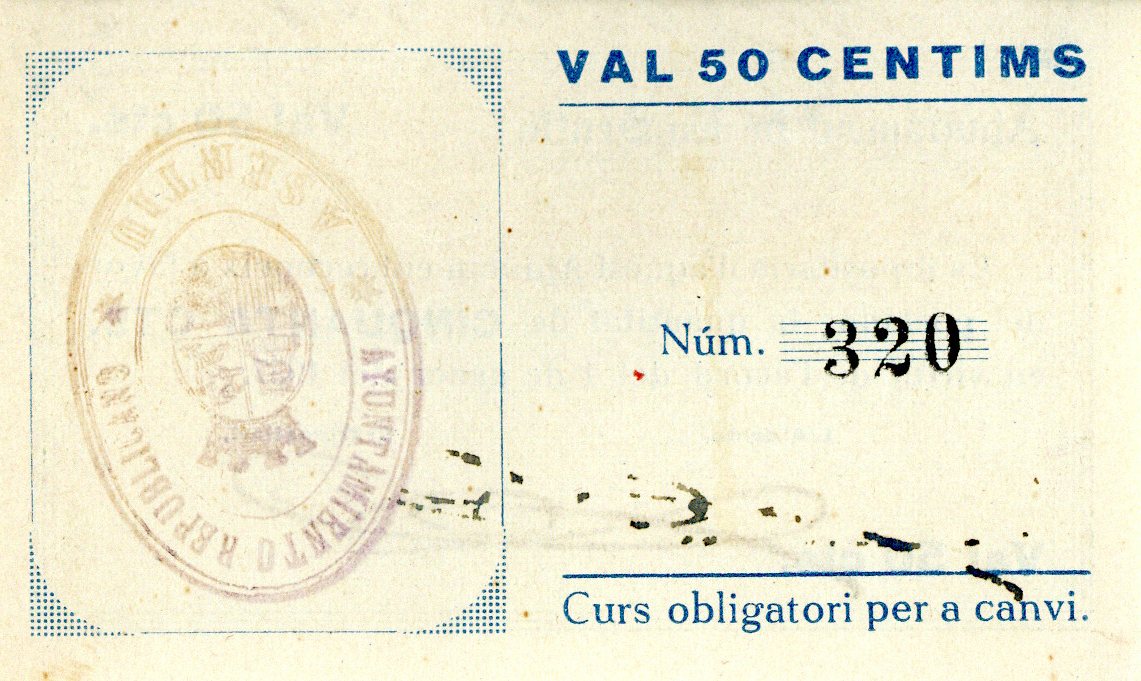 VAL 50 CENTIMS
Núm. 320
Curs obligatori per a canvi.
AYUNTAMIENTO REPUBLICANO